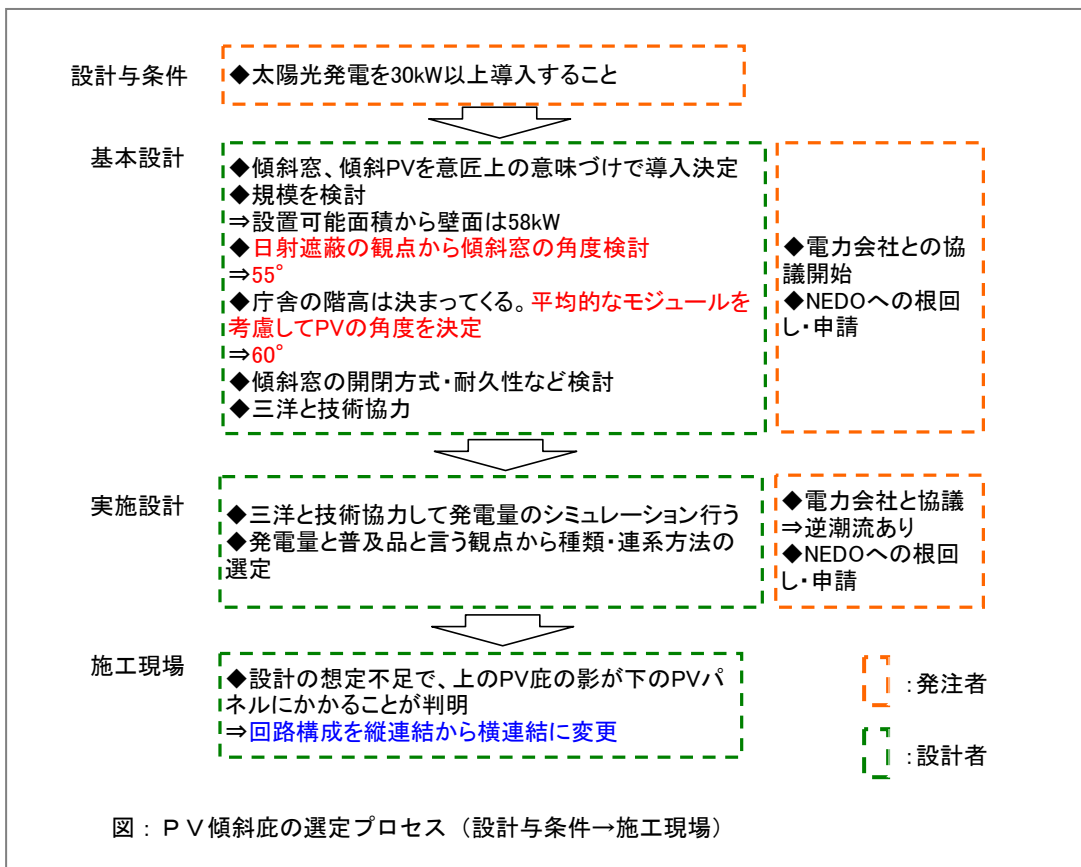 設計与条件
◆太陽光発電を30kW以上導入すること
基本設計
◆傾斜窓、傾斜PVを意匠上の意味づけで導入決定
◆規模を検討
⇒設置可能面積から壁面は58kW
◆日射遮蔽の観点から傾斜窓の角度検討
⇒55°
◆庁舎の階高は決まってくる。平均的なモジュールを
考慮してPVの角度を決定
⇒60°
◆傾斜窓の開閉方式・耐久性など検討
◆三洋と技術協力
◆電力会社との協
議開始
◆NEDOへの根回
し・申請
実施設計
◆三洋と技術協力して発電量のシミュレーション行う
◆発電量と普及品と言う観点から種類・連系方法の
選定
◆電力会社と協議
⇒逆潮流あり
◆NEDOへの根回
し・申請
施工現場
◆設計の想定不足で、上のPV庇の影が下のPVパ
ネルにかかることが判明
⇒回路構成を縦連結から横連結に変更
：発注者
：設計者
図：ＰＶ傾斜庇の選定プロセス（設計与条件→施工現場）